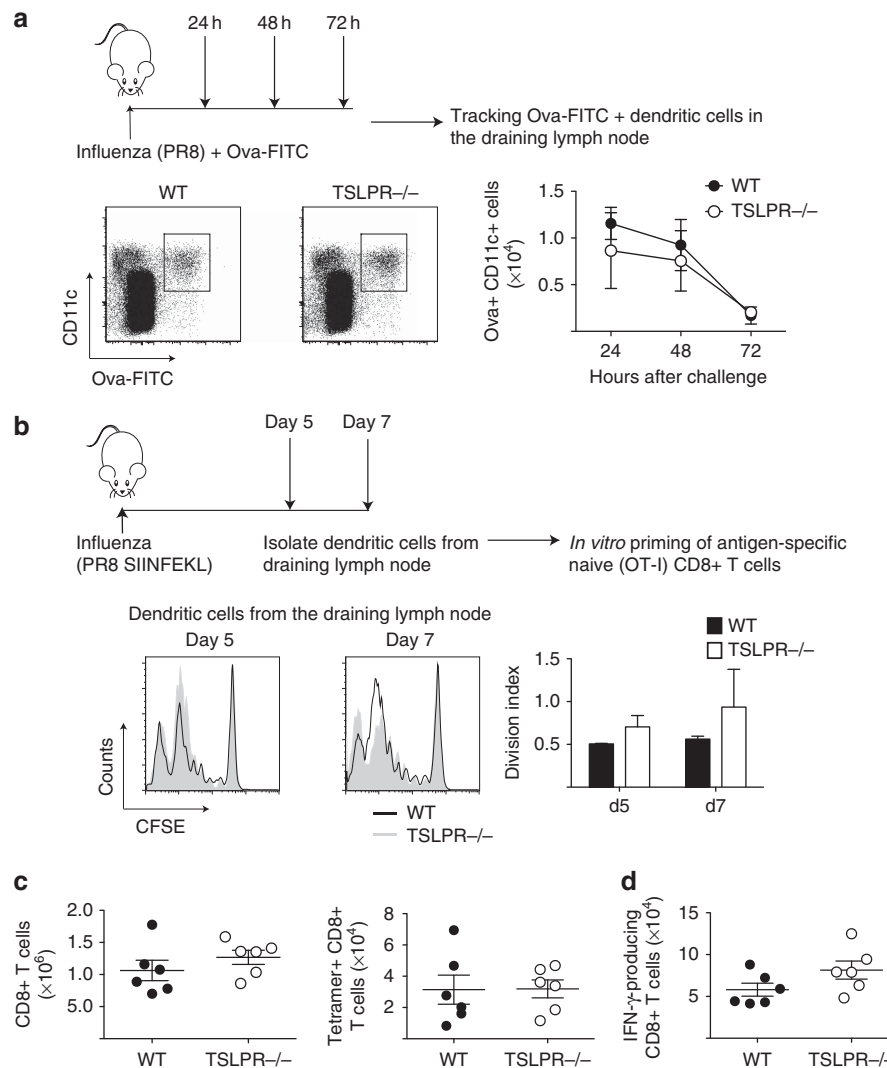 a
24 h 48 h 72 h
Influenza (PR8) + Ova-FITC
Tracking Ova-FITC + dendritic cells in
the draining lymph node
WT TSLPR–/–
CD11c
Ova-FITC
Ova+ CD11c+ cells
(×10⁴)
1.5
1.0
0.5
24 48 72
Hours after challenge
WT
TSLPR–/–
b
Day 5 Day 7
Influenza
(PR8 SIINFEKL)
Isolate dendritic cells from
draining lymph node
In vitro priming of antigen-specific
naive (OT-I) CD8+ T cells
Dendritic cells from the draining lymph node
Day 5 Day 7
Counts
CFSE
WT
TSLPR–/–
WT
TSLPR–/–
Division index
1.5
1.0
0.5
d5 d7
c
CD8+ T cells
(×10⁶)
2.0
1.5
1.0
5.0
WT TSLPR–/–
Tetramer+ CD8+
T cells (×10⁴)
8
6
4
2
WT TSLPR–/–
d
IFN-γ-producing
CD8+ T cells (×10⁴)
15
10
5
WT TSLPR–/–